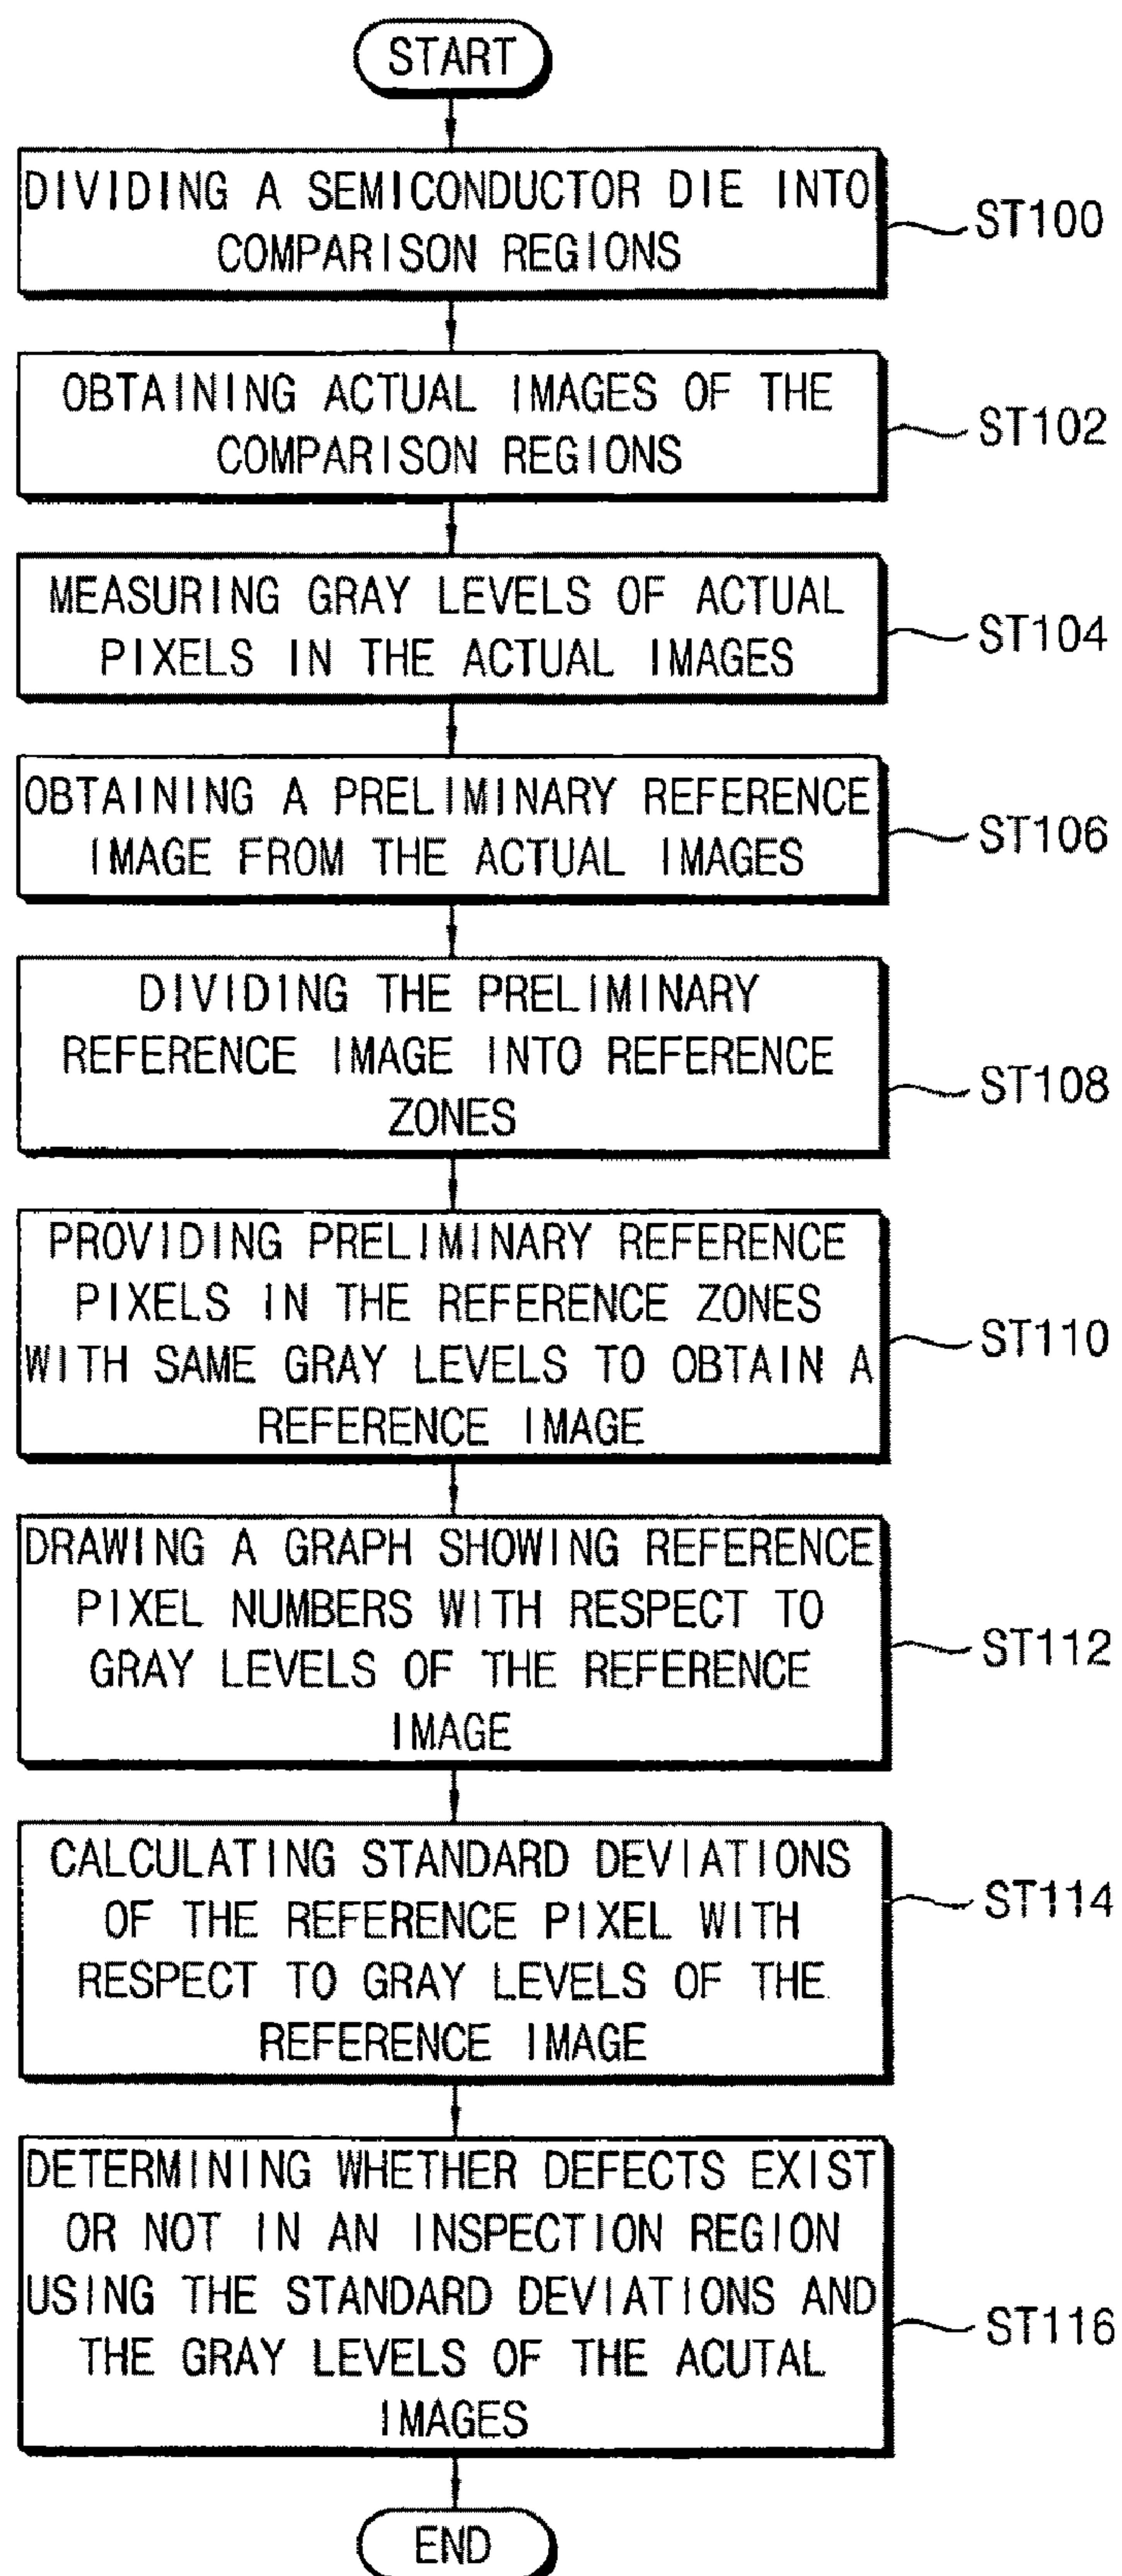 START
DIVIDING A SEMICONDUCTOR DIE INTO
COMPARISON REGIONS
ST100
OBTAINING ACTUAL IMAGES OF THE
COMPARISON REGIONS
ST102
MEASURING GRAY LEVELS OF ACTUAL
PIXELS IN THE ACTUAL IMAGES
ST104
OBTAINING A PRELIMINARY REFERENCE
IMAGE FROM THE ACTUAL IMAGES
ST106
DIVIDING THE PRELIMINARY
REFERENCE IMAGE INTO REFERENCE
ZONES
ST108
PROVIDING PRELIMINARY REFERENCE
PIXELS IN THE REFERENCE ZONES
WITH SAME GRAY LEVELS TO OBTAIN A
REFERENCE IMAGE
ST110
DRAWING A GRAPH SHOWING REFERENCE
PIXEL NUMBERS WITH RESPECT TO
GRAY LEVELS OF THE REFERENCE
IMAGE
ST112
CALCULATING STANDARD DEVIATIONS
OF THE REFERENCE PIXEL WITH
RESPECT TO GRAY LEVELS OF THE
REFERENCE IMAGE
ST114
DETERMINING WHETHER DEFECTS EXIST
OR NOT IN AN INSPECTION REGION
USING THE STANDARD DEVIATIONS AND
THE GRAY LEVELS OF THE ACUTAL
IMAGES
ST116
END